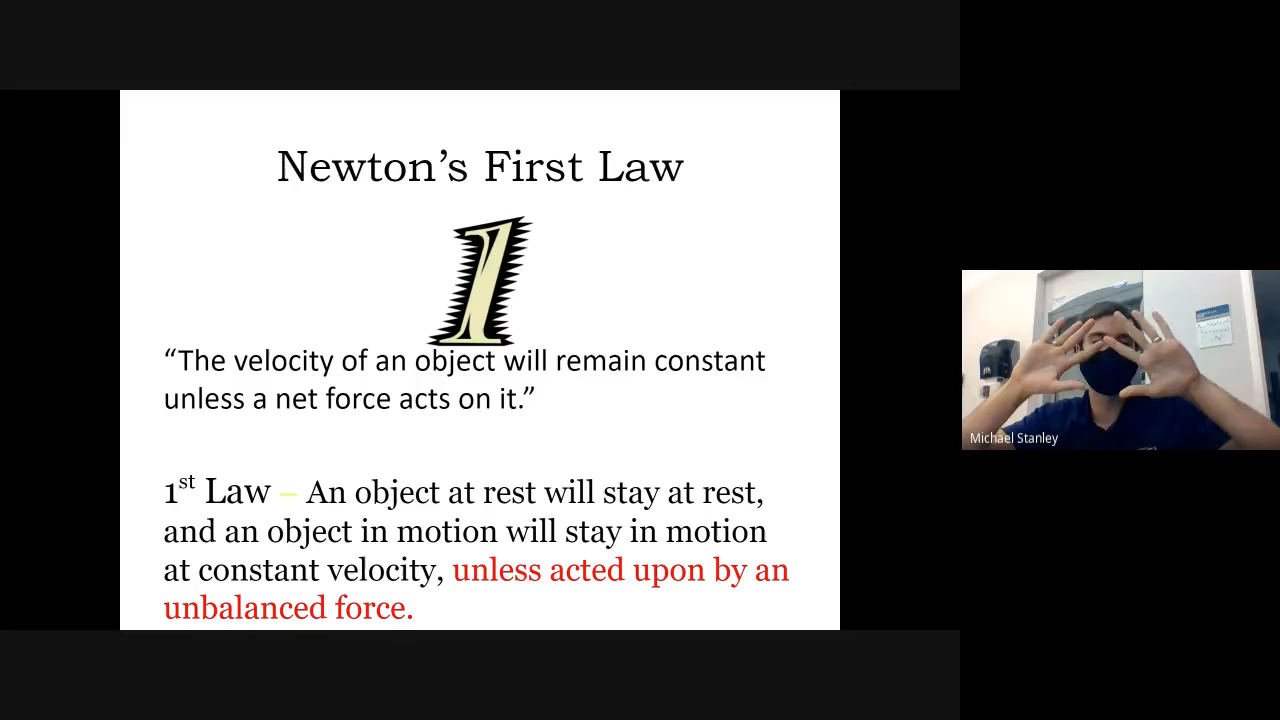 Newton’s First Law
1
“The velocity of an object will remain constant
unless a net force acts on it.”
1st Law – An object at rest will stay at rest,
and an object in motion will stay in motion
at constant velocity, unless acted upon by an
unbalanced force.
Michael Stanley